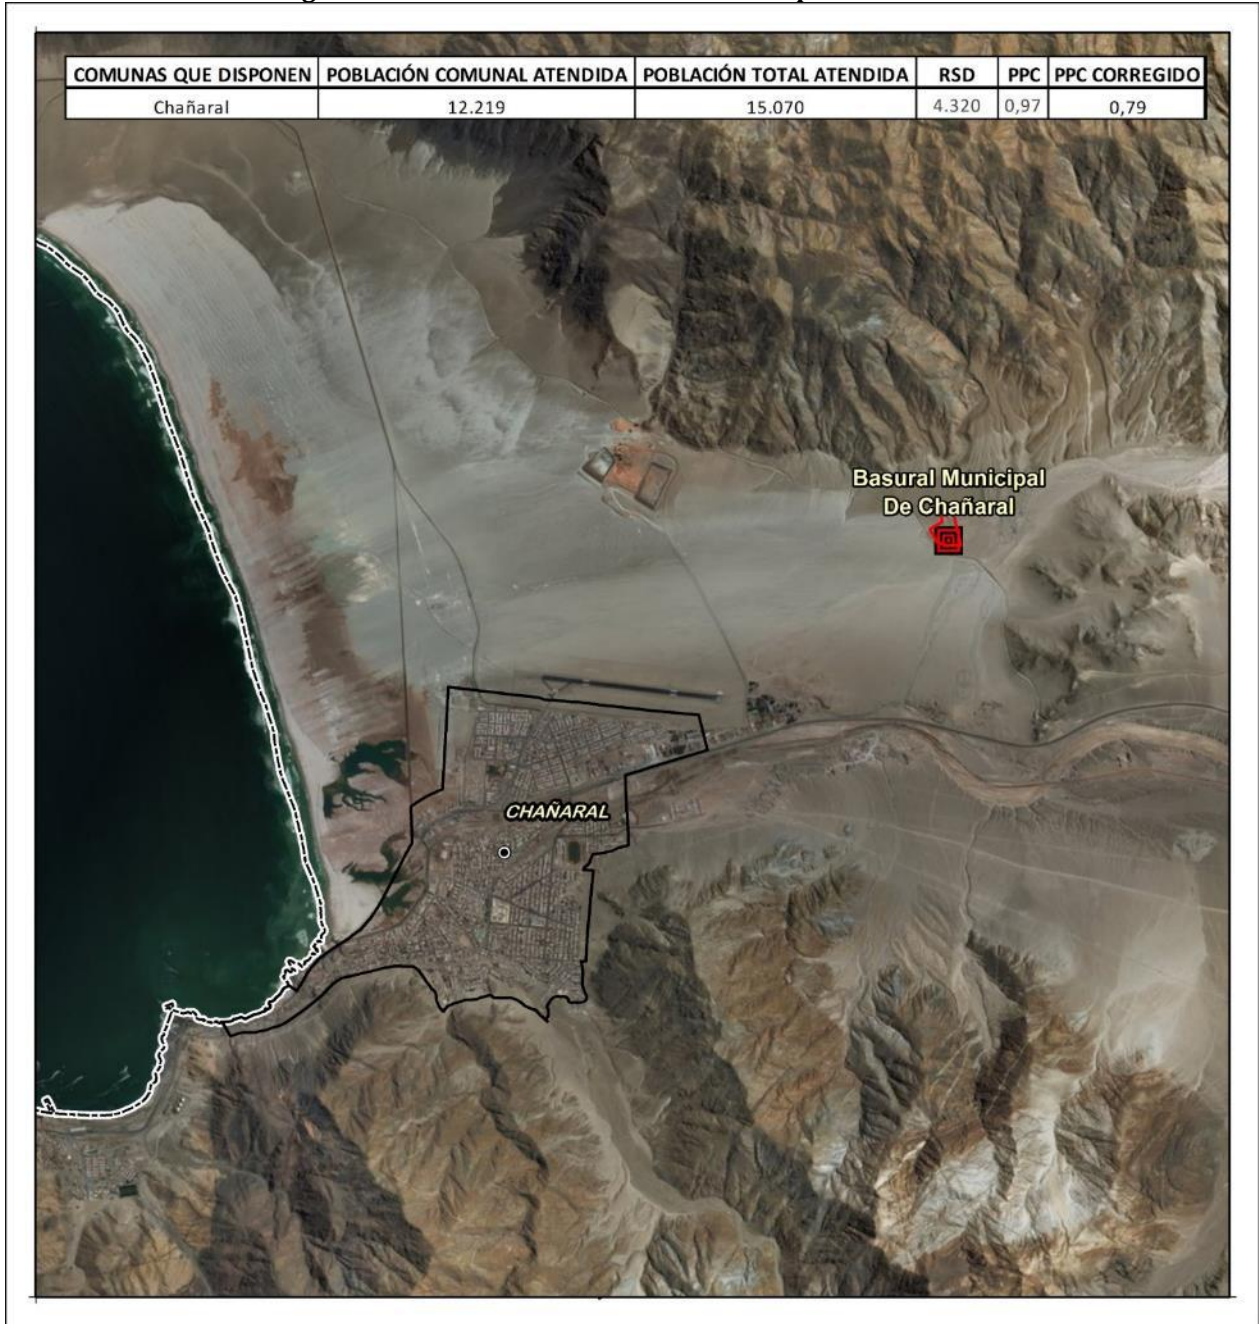 COMUNAS QUE DISPONEN POBLACIÓN COMUNAL ATENDIDA POBLACIÓN TOTAL ATENDIDA RSD PPC PPC CORREGIDO
Chañaral 12.219 15.070 4.320 0,97 0,79
Basural Municipal
De Chañaral
CHAÑARAL